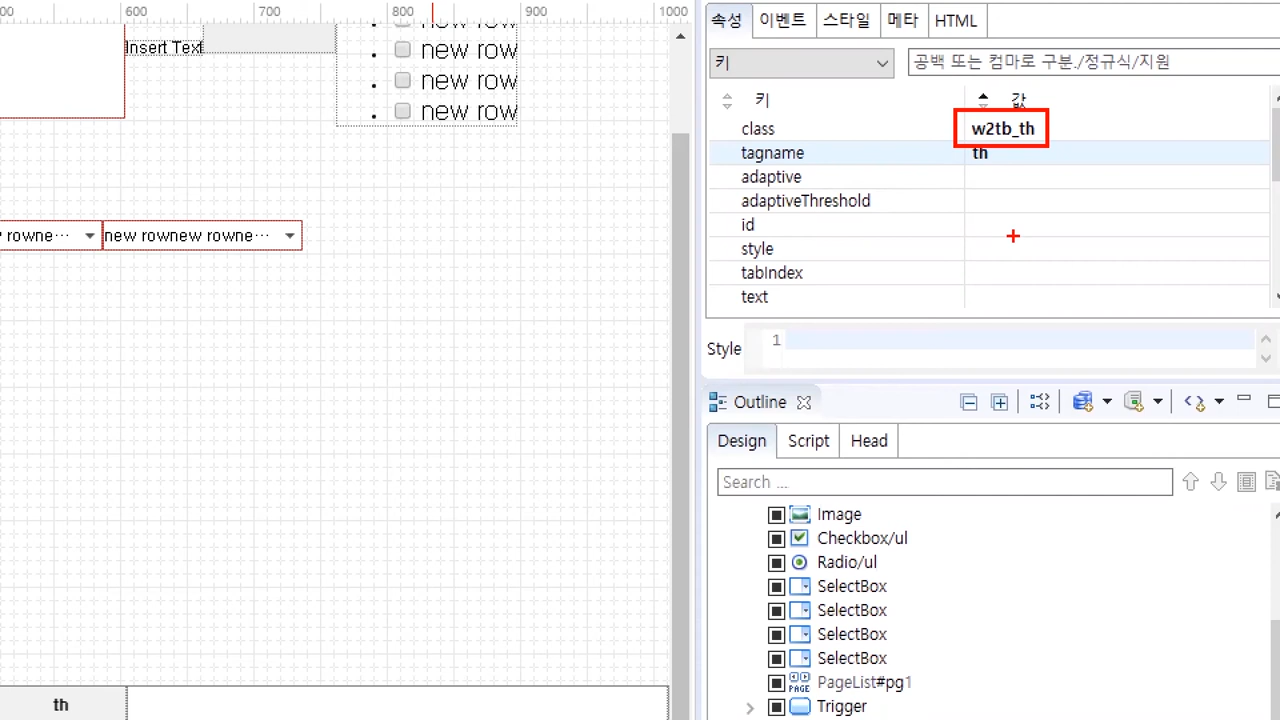 600 700 800 900 1000
Insert Text
new row
new row
new row
new row
rowne… new rownew rowne…
th
속성 이벤트 스타일 메타 HTML
키 공백 또는 컴마로 구분./정규식/지원
키 값
class w2tb_th
tagname th
adaptive
adaptiveThreshold
id
style
tabIndex
text
Style 1
Outline
Design Script Head
Search ...
Image
Checkbox/ul
Radio/ul
SelectBox
SelectBox
SelectBox
SelectBox
PAGE PageList#pg1
Trigger